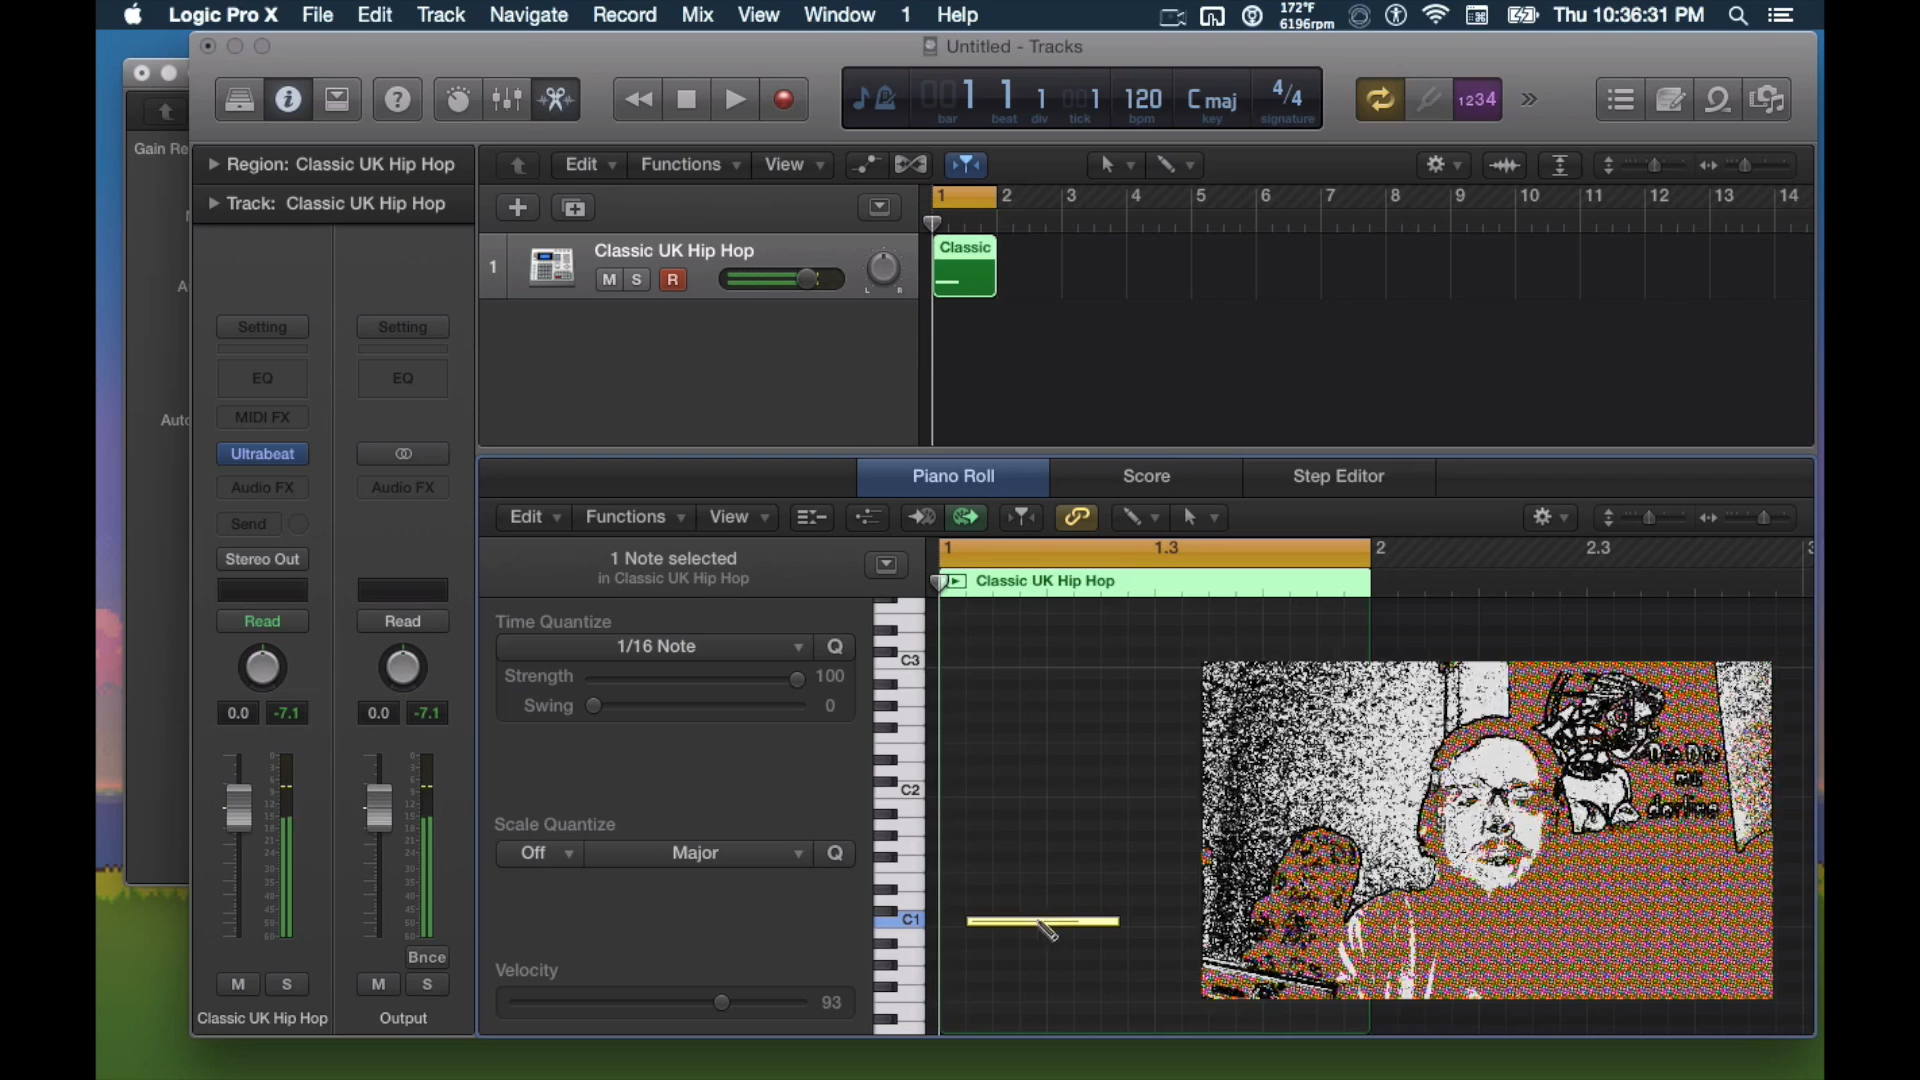 Logic Pro X File Edit Track Navigate Record Mix View Window 1 Help 172°F 6196rpm Thu 10:36:31 PM
Untitled - Tracks
1 1 1 1 120 C maj 4/4 1234
bar beat div tick bpm key signature
Gain Re
Region: Classic UK Hip Hop
Edit Functions View
Track: Classic UK Hip Hop
1 2 3 4 5 6 7 8 9 10 11 12 13 14
1 Classic UK Hip Hop
M S R
L R
Classic
Setting Setting
EQ EQ
MIDI FX
Auto
Ultrabeat
Audio FX Audio FX
Send
Stereo Out
Read Read
0.0 -7.1 0.0 -7.1
Bnce
M S M S
Classic UK Hip Hop Output
Piano Roll Score Step Editor
Edit Functions View
1 Note selected
in Classic UK Hip Hop
1 1.3 2 2.3 3
Classic UK Hip Hop
Time Quantize
1/16 Note Q
Strength 100
Swing 0
Scale Quantize
Off Major Q
Velocity
93
C3
C2
C1